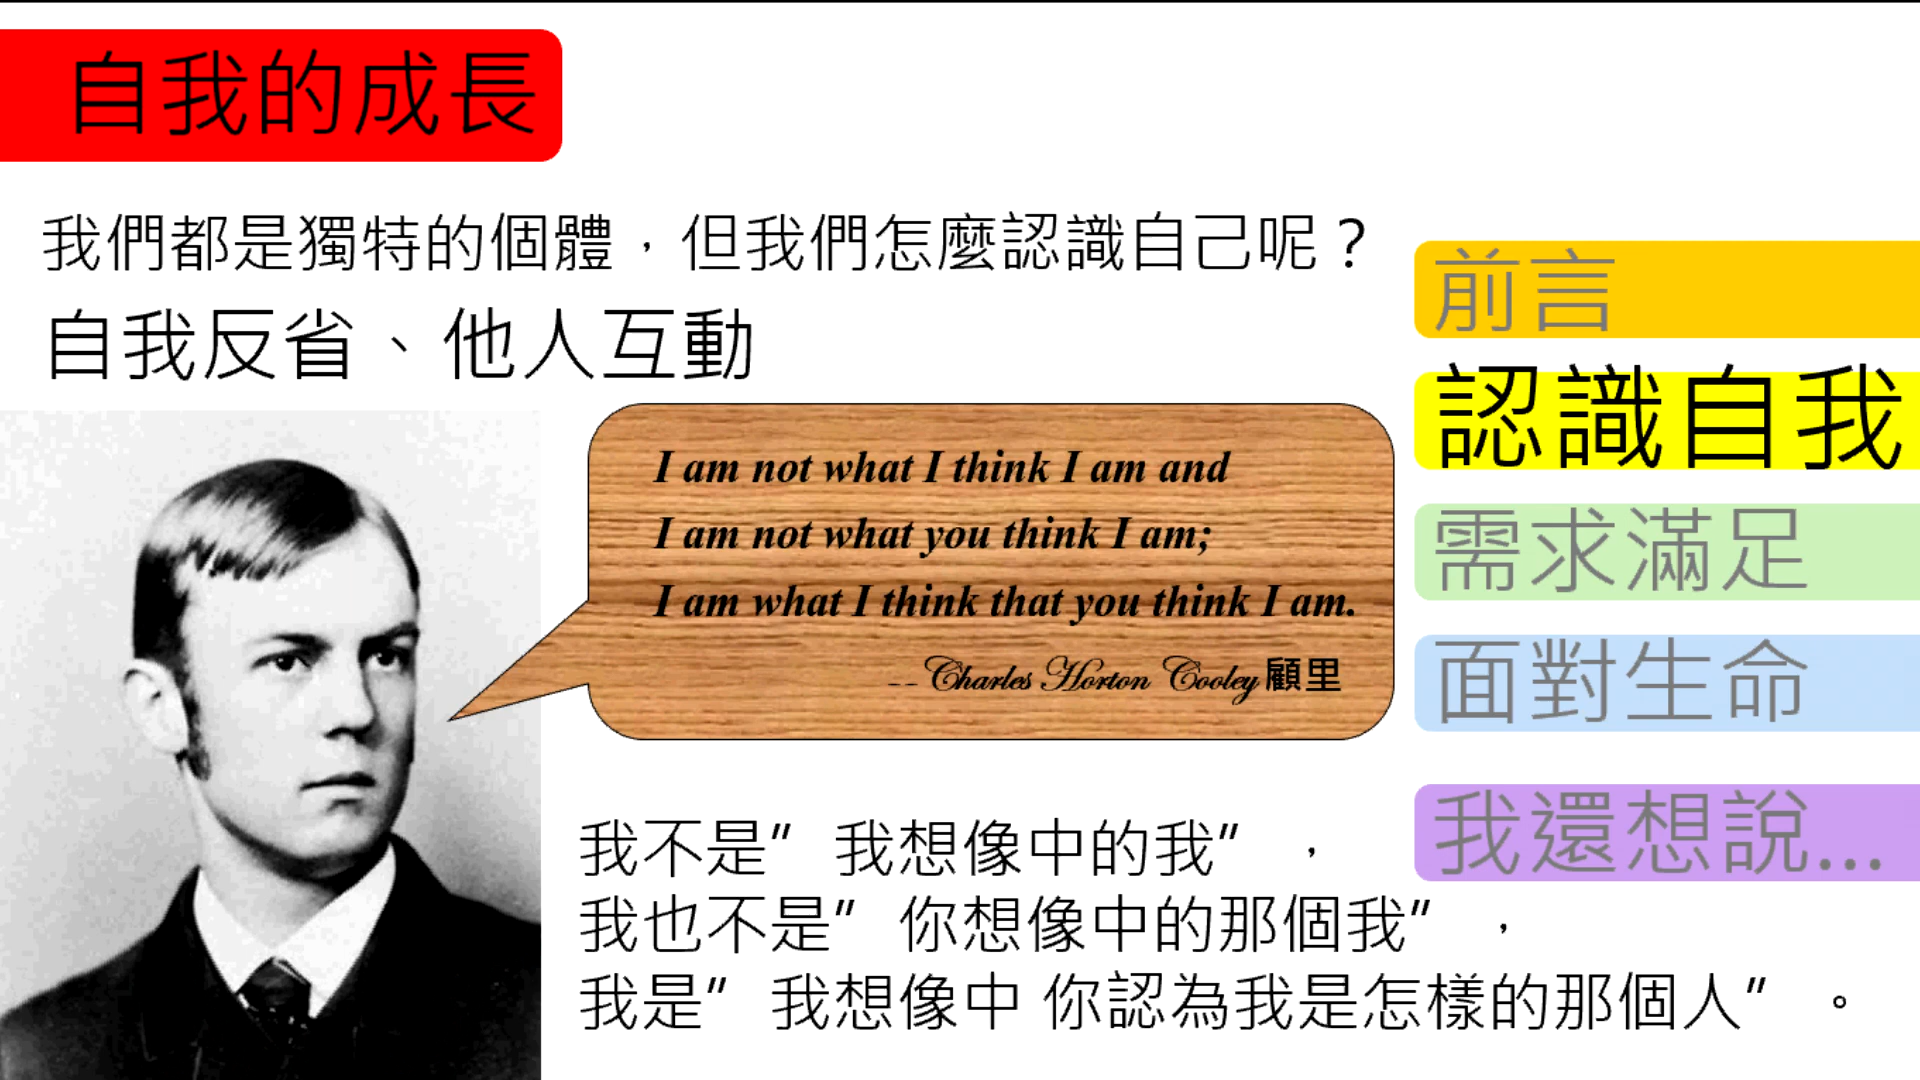 自我的成長
我們都是獨特的個體，但我們怎麼認識自己呢？
自我反省、他人互動
I am not what I think I am and
I am not what you think I am;
I am what I think that you think I am.
-- Charles Horton Cooley 顧里
我不是”我想像中的我”，
我也不是”你想像中的那個我”，
我是”我想像中 你認為我是怎樣的那個人”。
前言
認識自我
需求滿足
面對生命
我還想說...